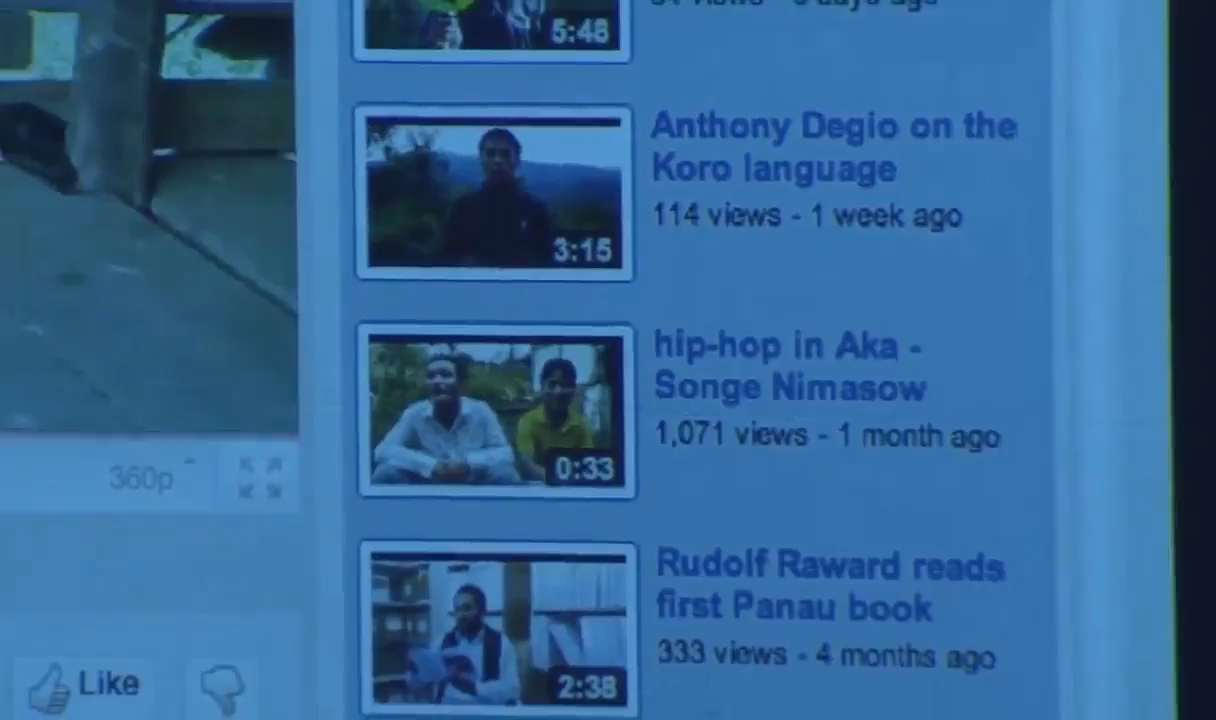 5:48
Anthony Degio on the
Koro language
114 views - 1 week ago
3:15
hip-hop in Aka -
Songe Nimasow
1,071 views - 1 month ago
0:33
360p
Rudolf Raward reads
first Panau book
333 views - 4 months ago
2:38
Like